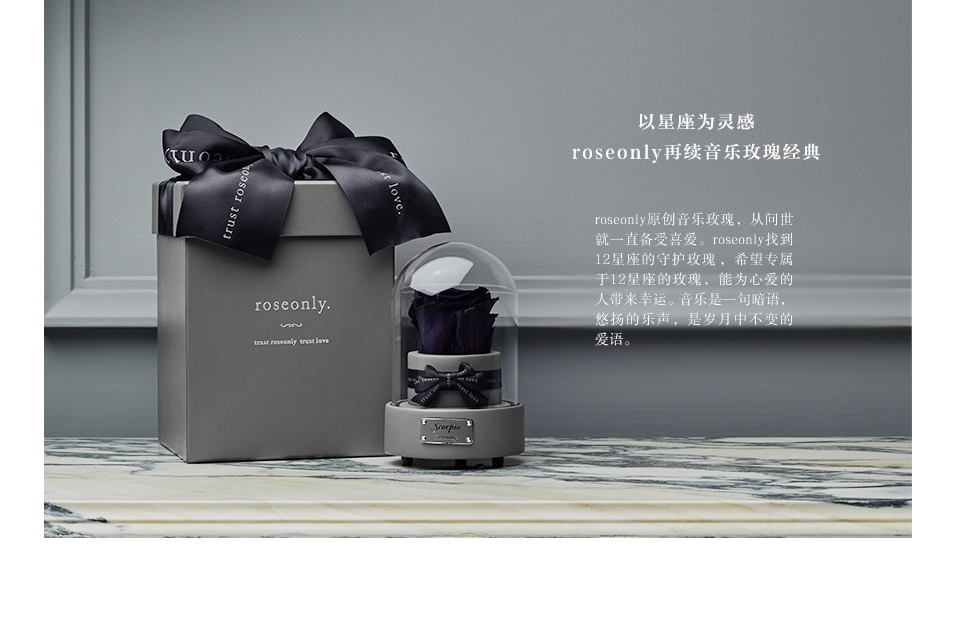 以星座为灵感
roseonly再续音乐玫瑰经典
roseonly原创音乐玫瑰，从问世
就一直备受喜爱。roseonly找到
12星座的守护玫瑰，希望专属
于12星座的玫瑰，能为心爱的
人带来幸运。音乐是一句暗语，
悠扬的乐声，是岁月中不变的
爱语。
trust roseonly
love.
roseonly.
trust roseonly trust love
trust love
Scorpio